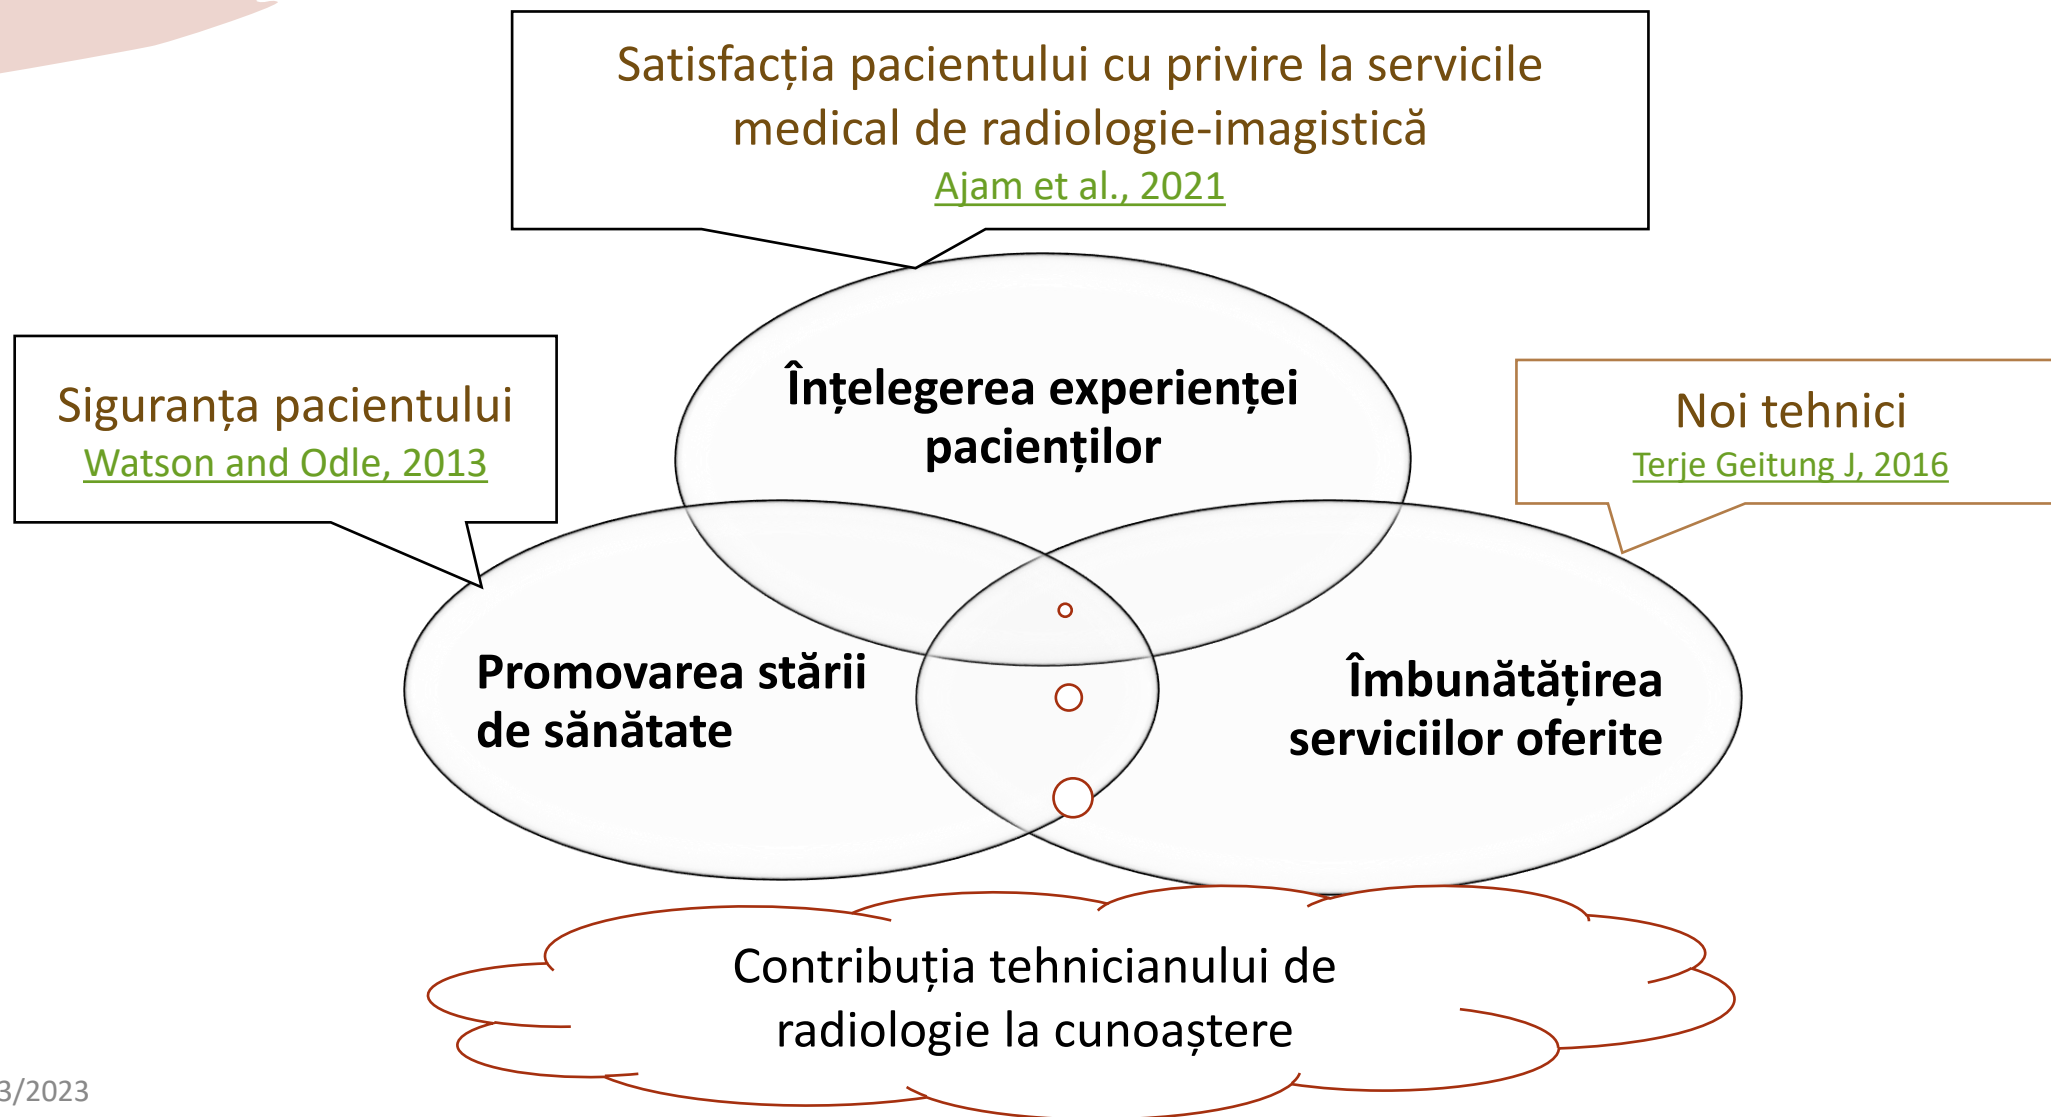 Satisfacția pacientului cu privire la servicile
medical de radiologie-imagistică
Ajam et al., 2021
Siguranța pacientului
Watson and Odle, 2013
Înțelegerea experienței
pacienților
Noi tehnici
Terje Geitung J, 2016
Promovarea stării
de sănătate
Îmbunătățirea
serviciilor oferite
Contribuția tehnicianului de
radiologie la cunoaștere
3/2023